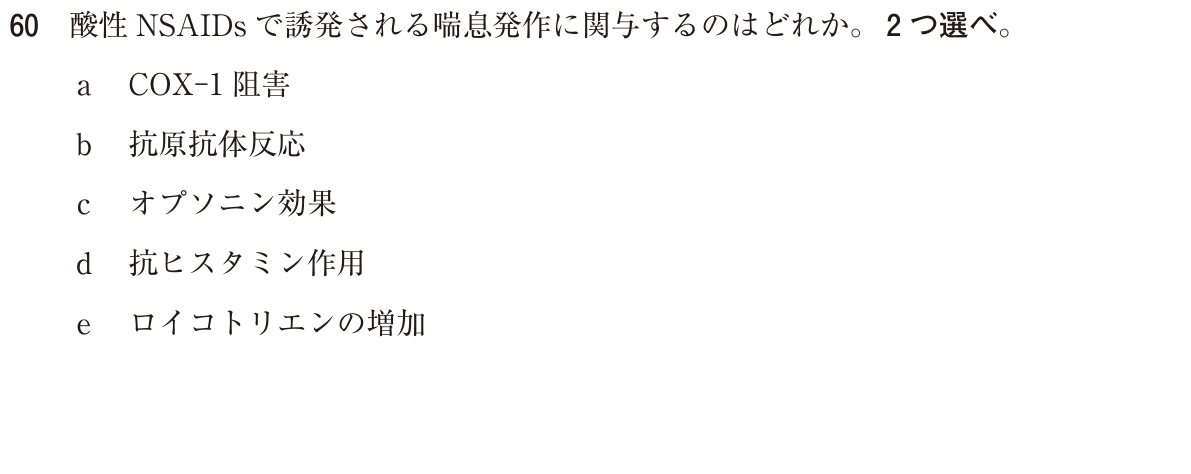 60 酸性 NSAIDs で誘発される喘息発作に関与するのはどれか。2 つ選べ。
a COX-1 阻害
b 抗原抗体反応
c オプソニン効果
d 抗ヒスタミン作用
e ロイコトリエンの増加